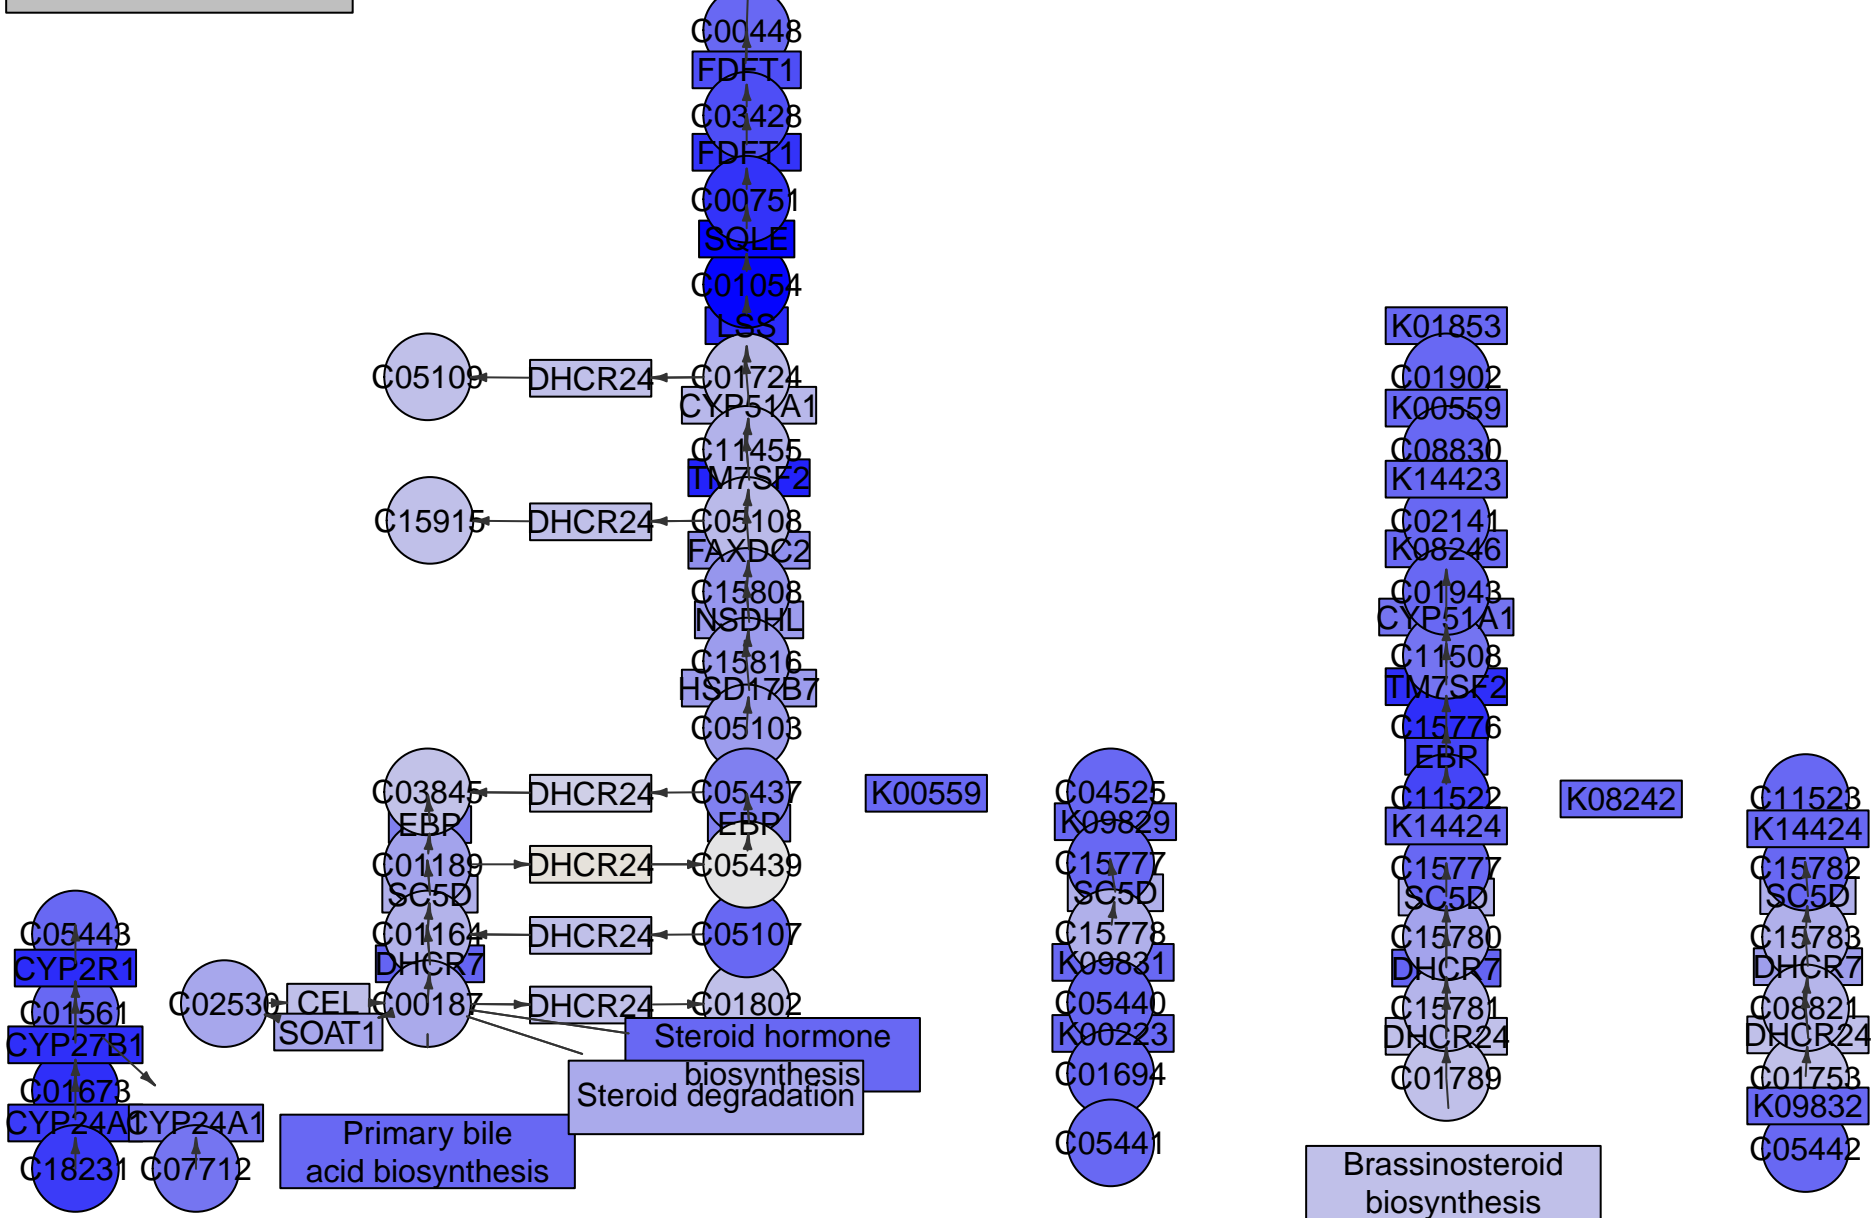 C00448
FDFT1
C03428
FDFT1
C00751
SQLE
C01054
LSS
C05109
DHCR24
C01724
CYP51A1
C11455
TM7SF2
C15915
DHCR24
C05108
FAXDC2
C15808
NSDHL
C15816
HSD17B7
C05103
C03845
DHCR24
C05437
EBP
EBP
C01189
DHCR24
C05439
SC5D
C01164
DHCR24
C05107
DHCR7
C02530
CEL
SOAT1
C00187
DHCR24
C01802
C05443
CYP2R1
C01561
CYP27B1
C01673
CYP24A1
CYP24A1
C18231
C07712
Steroid hormone
biosynthesis
Steroid degradation
Primary bile
acid biosynthesis
K00559
C04525
K09829
C15777
SC5D
C15778
K09831
C05440
K00223
C01694
C05441
K01853
C01902
K00559
C08830
K14423
C02141
K08246
C01943
CYP51A1
C11508
TM7SF2
C15776
EBP
C11522
K14424
C15777
SC5D
C15780
DHCR7
C15781
DHCR24
C01789
Brassinosteroid
biosynthesis
K08242
C11523
K14424
C15782
SC5D
C15783
DHCR7
C08821
DHCR24
C01753
K09832
C05442